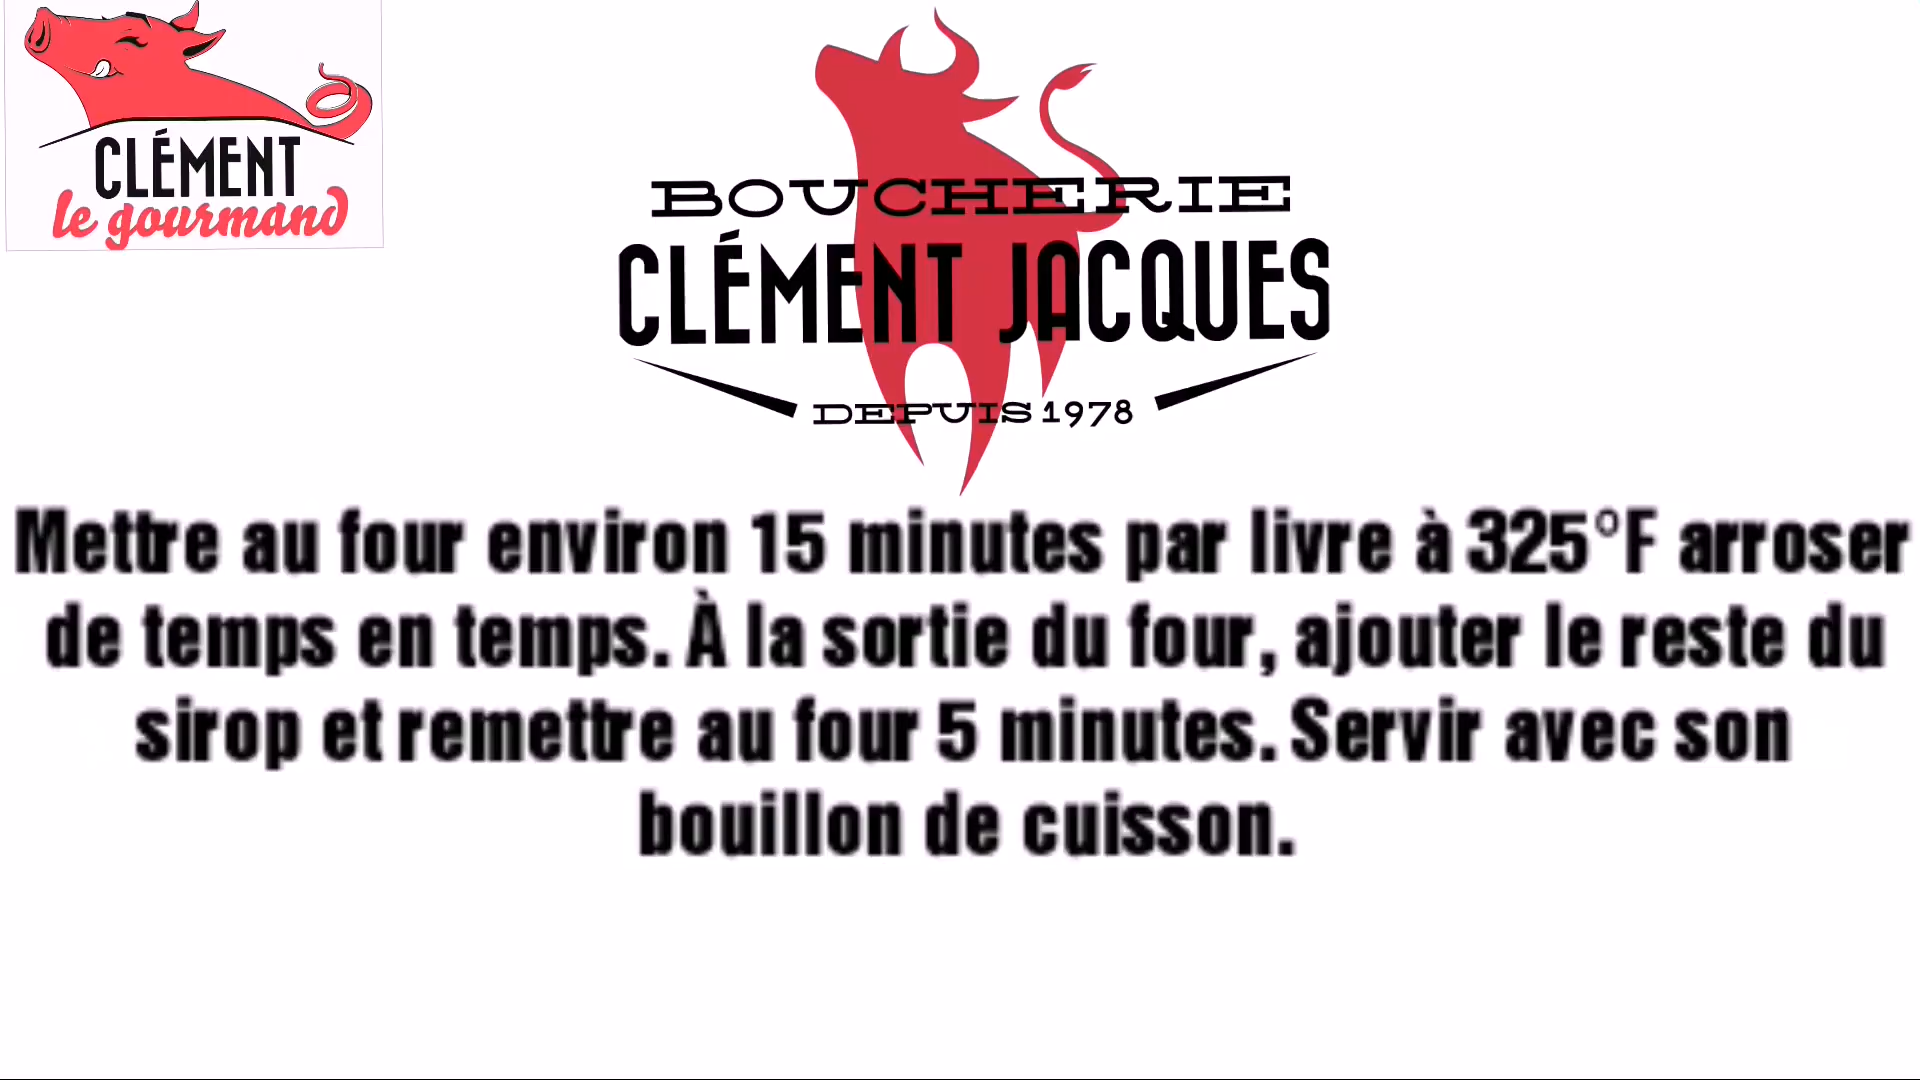 CLÉMENT
le gourmand
BOUCHERIE
CLÉMENT JACQUES
DEPUIS 1978
Mettre au four environ 15 minutes par livre à 325°F arroser
de temps en temps. À la sortie du four, ajouter le reste du
sirop et remettre au four 5 minutes. Servir avec son
bouillon de cuisson.